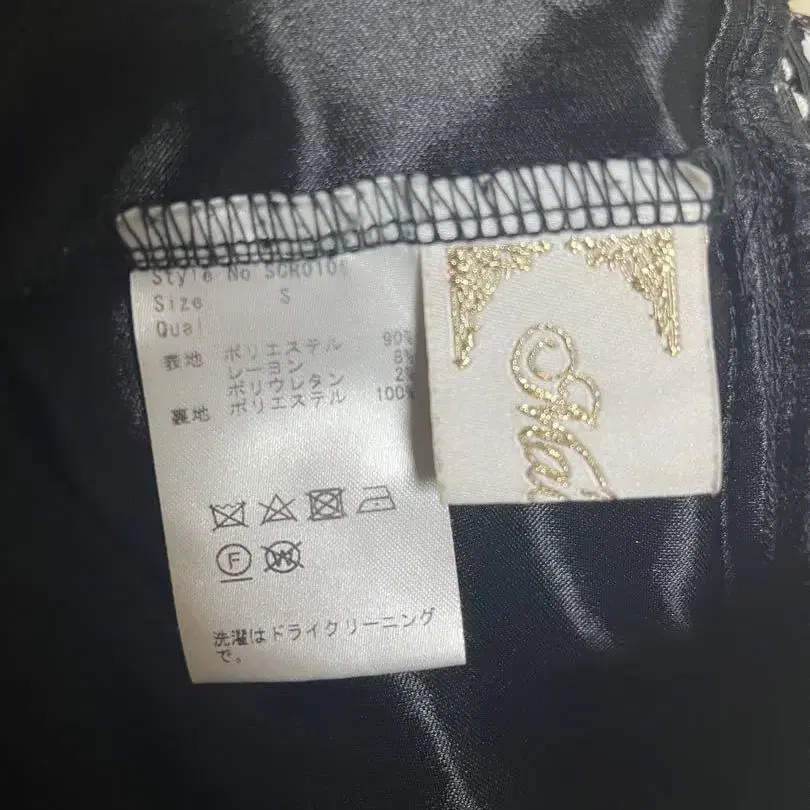 Style No SCR0101
Size S
Qual
表地 ポリエステル 90%
レーヨン 8%
ポリウレタン 2%
裏地 ポリエステル 100%
F
W
洗濯はドライクリーニング
で。